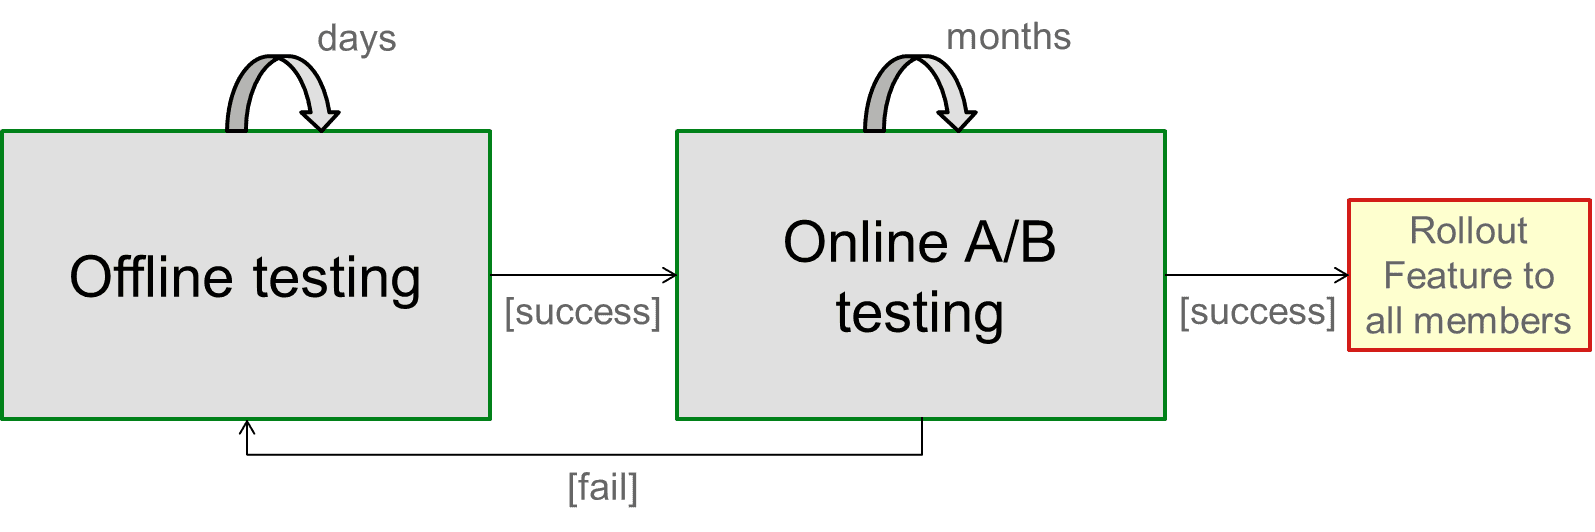 days
months
Offline testing
[success]
Online A/B
testing
[success]
Rollout
Feature to
all members
[fail]